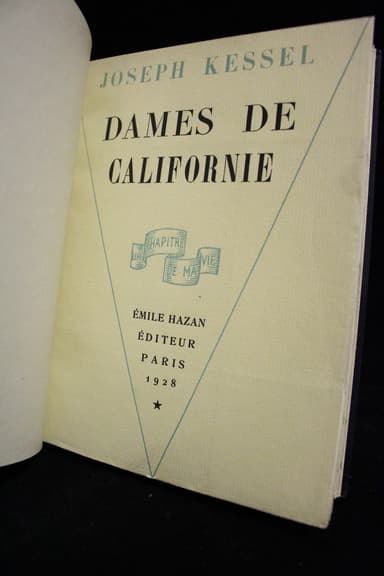 JOSEPH KESSEL
DAMES DE
CALIFORNIE
UN CHAPITRE
DE MA VIE
ÉMILE HAZAN
ÉDITEUR
PARIS
1928